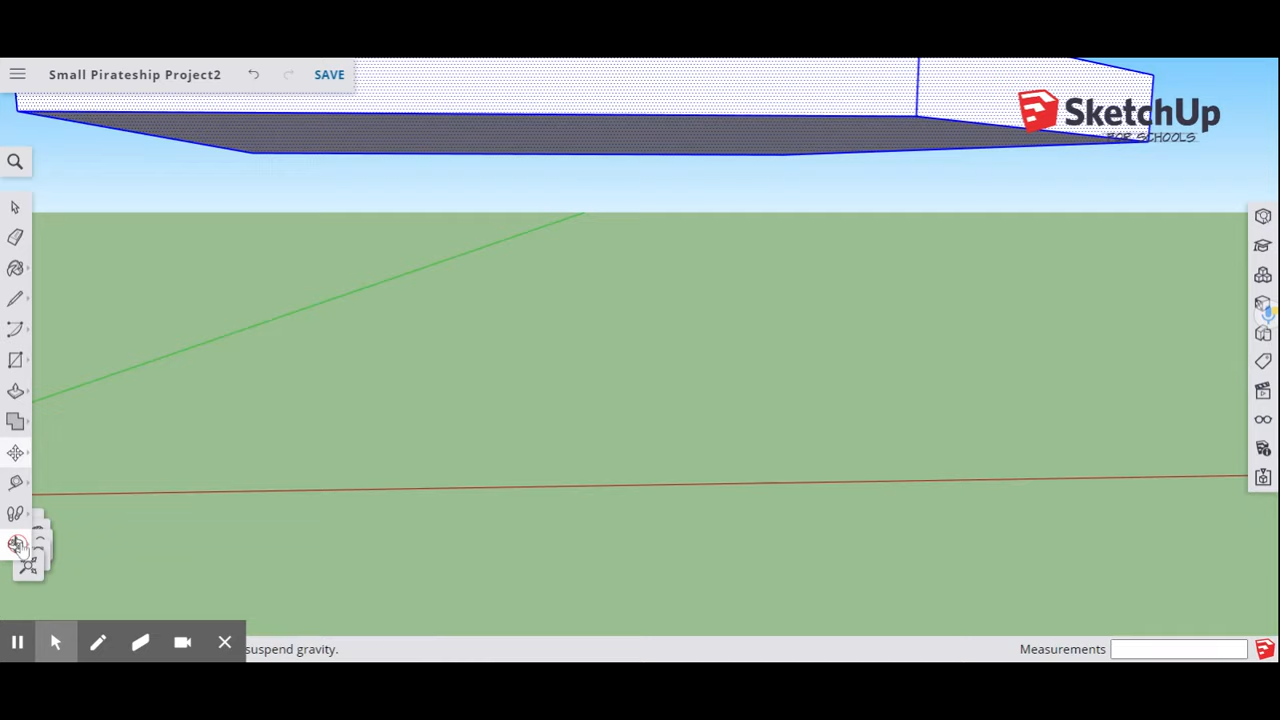 Small Pirateship Project2
SAVE
SketchUp
FOR SCHOOLS
suspend gravity.
Measurements